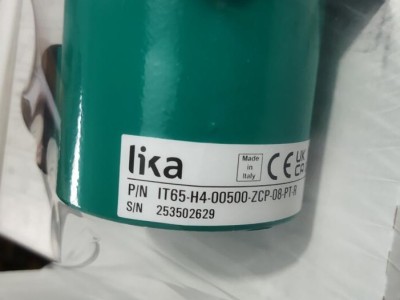 lika
Made in Italy
CE
UK
CA
P/N IT65-H4-00500-ZCP-08-PT-R
S/N 253502629